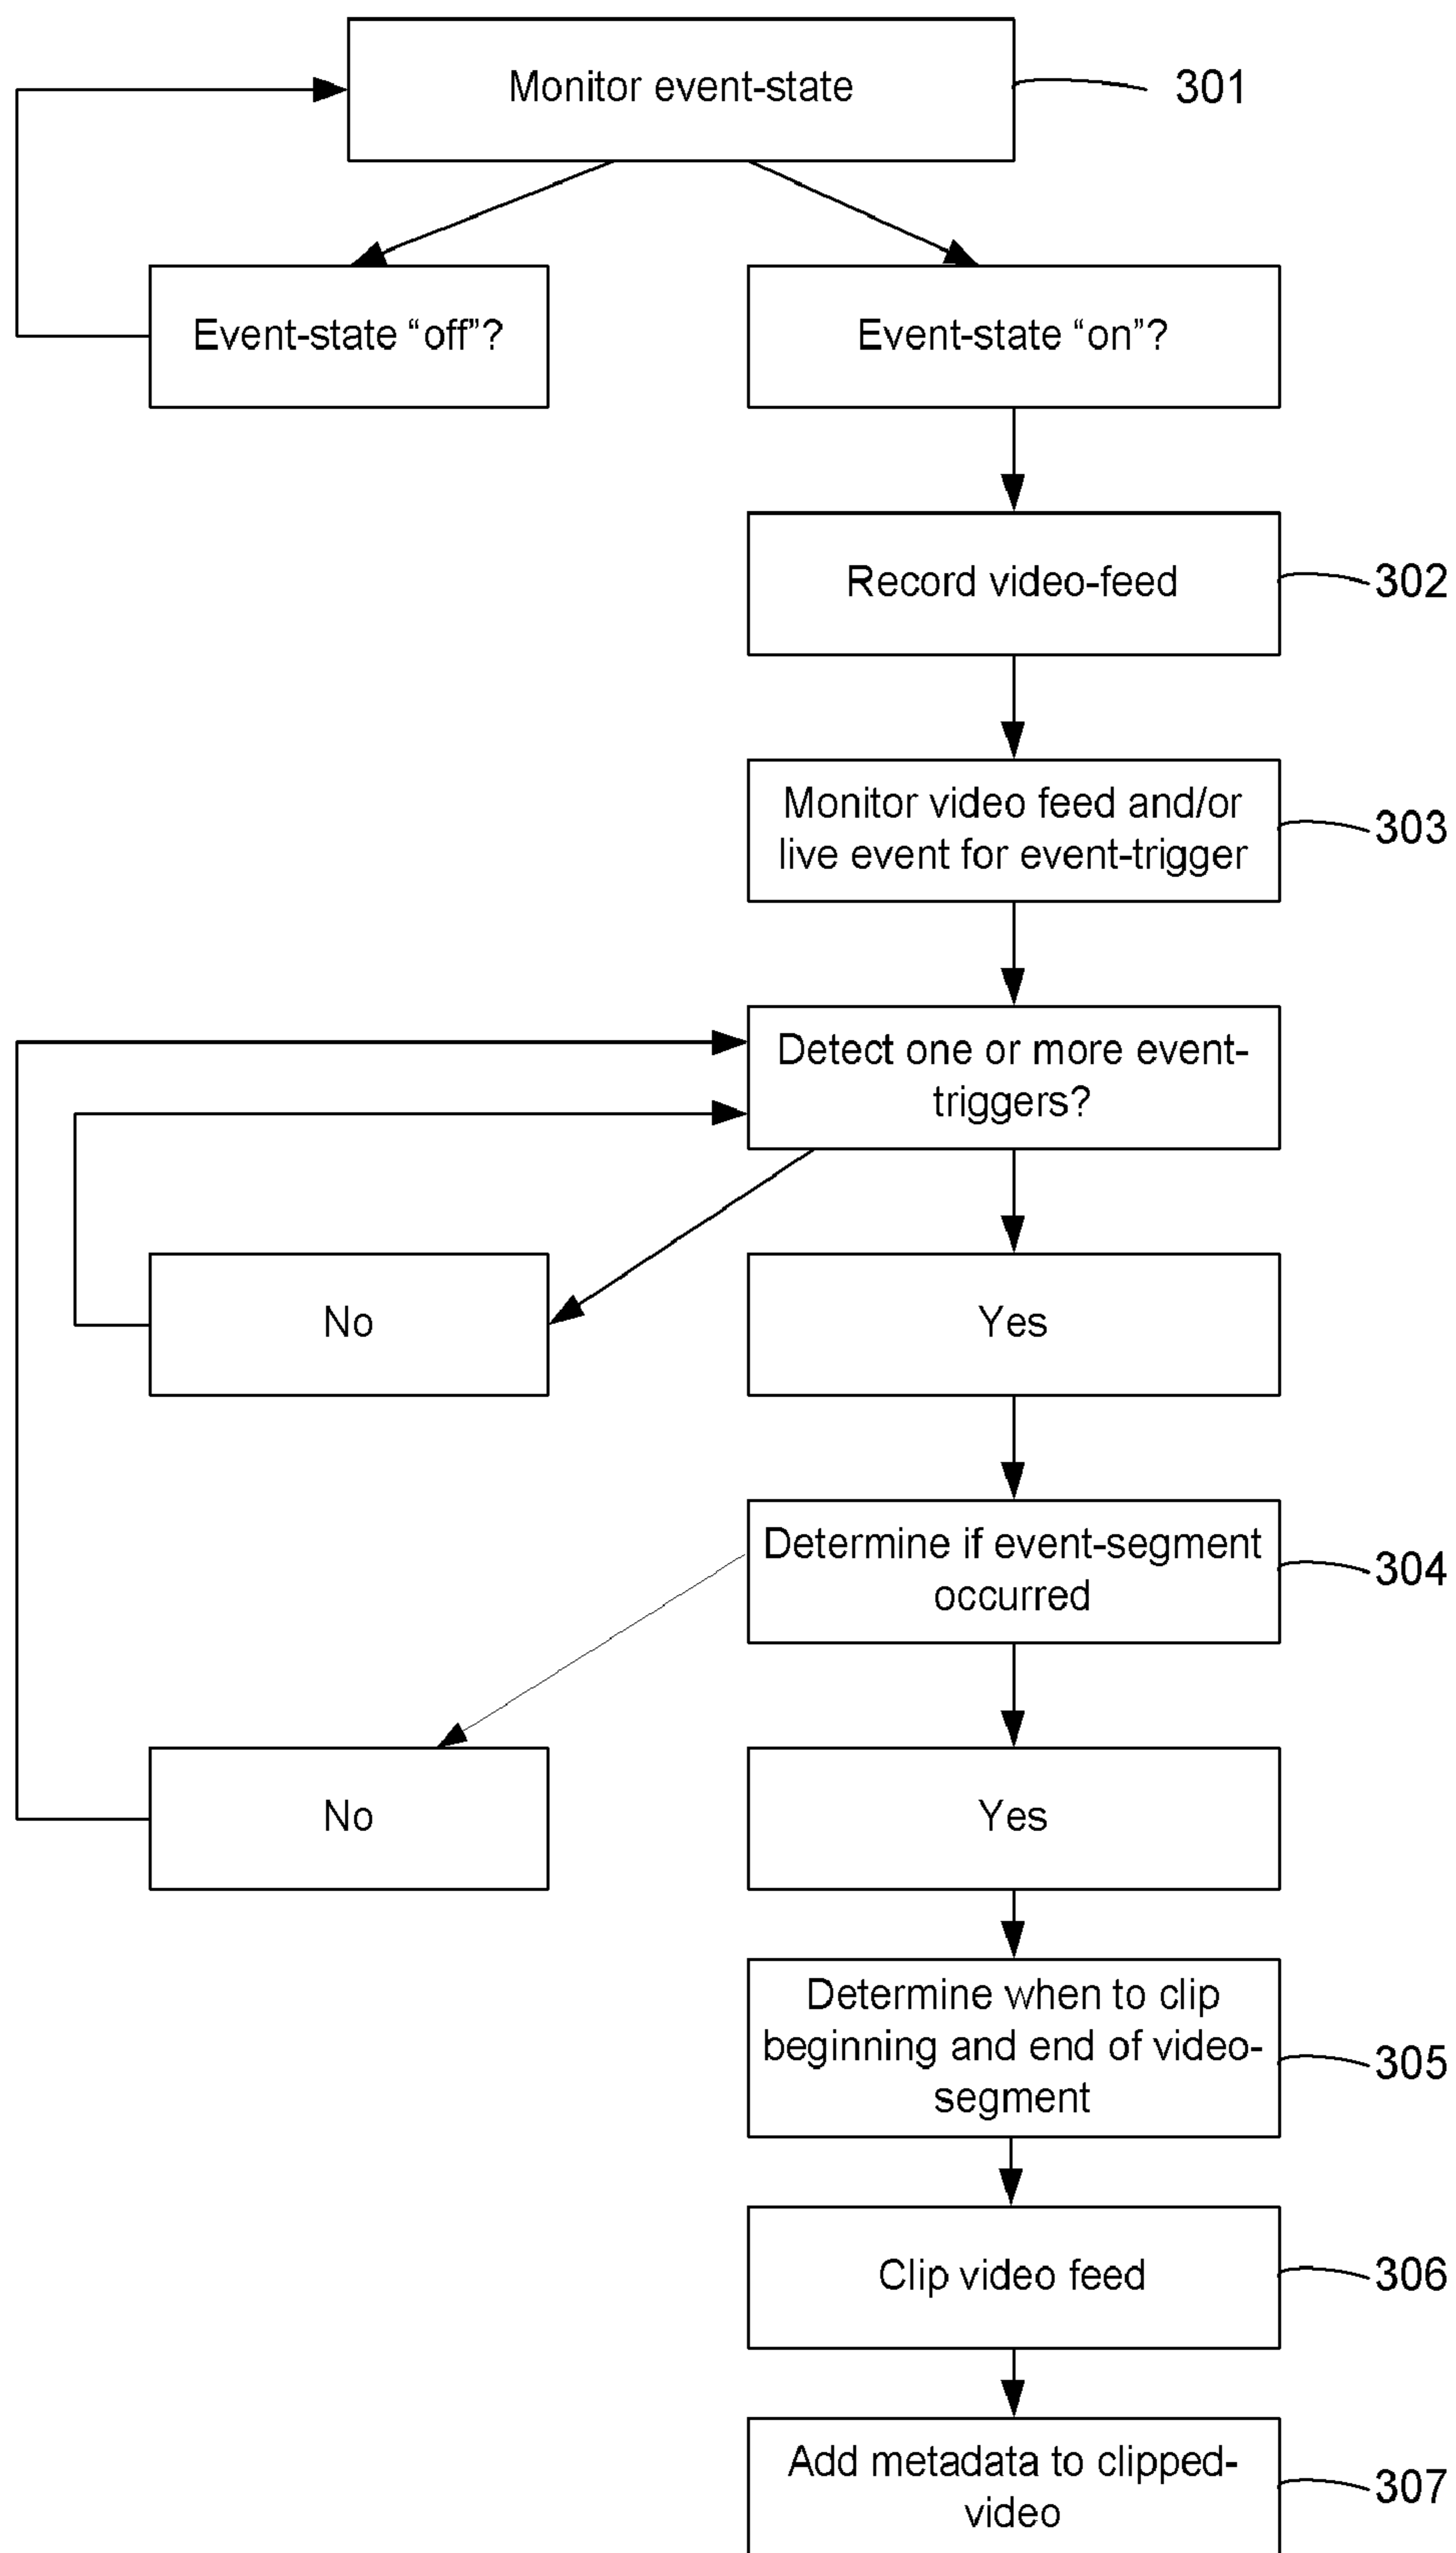 Monitor event-state
301
Event-state “off”?
Event-state “on”?
Record video-feed
302
Monitor video feed and/or
live event for event-trigger
303
Detect one or more event-
triggers?
No
Yes
Determine if event-segment
occurred
304
No
Yes
Determine when to clip
beginning and end of video-
segment
305
Clip video feed
306
Add metadata to clipped-
video
307